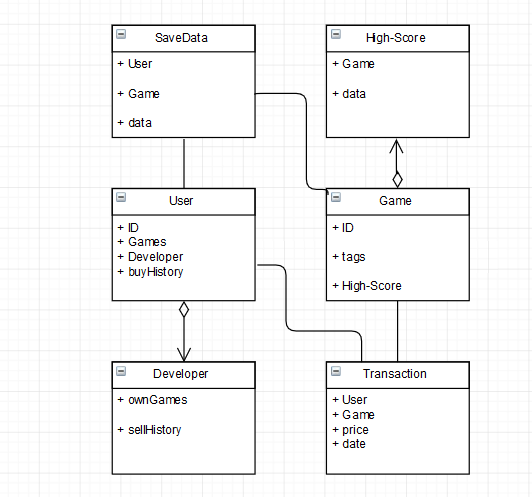 SaveData
+ User
+ Game
+ data
High-Score
+ Game
+ data
User
+ ID
+ Games
+ Developer
+ buyHistory
Game
+ ID
+ tags
+ High-Score
Developer
+ ownGames
+ sellHistory
Transaction
+ User
+ Game
+ price
+ date